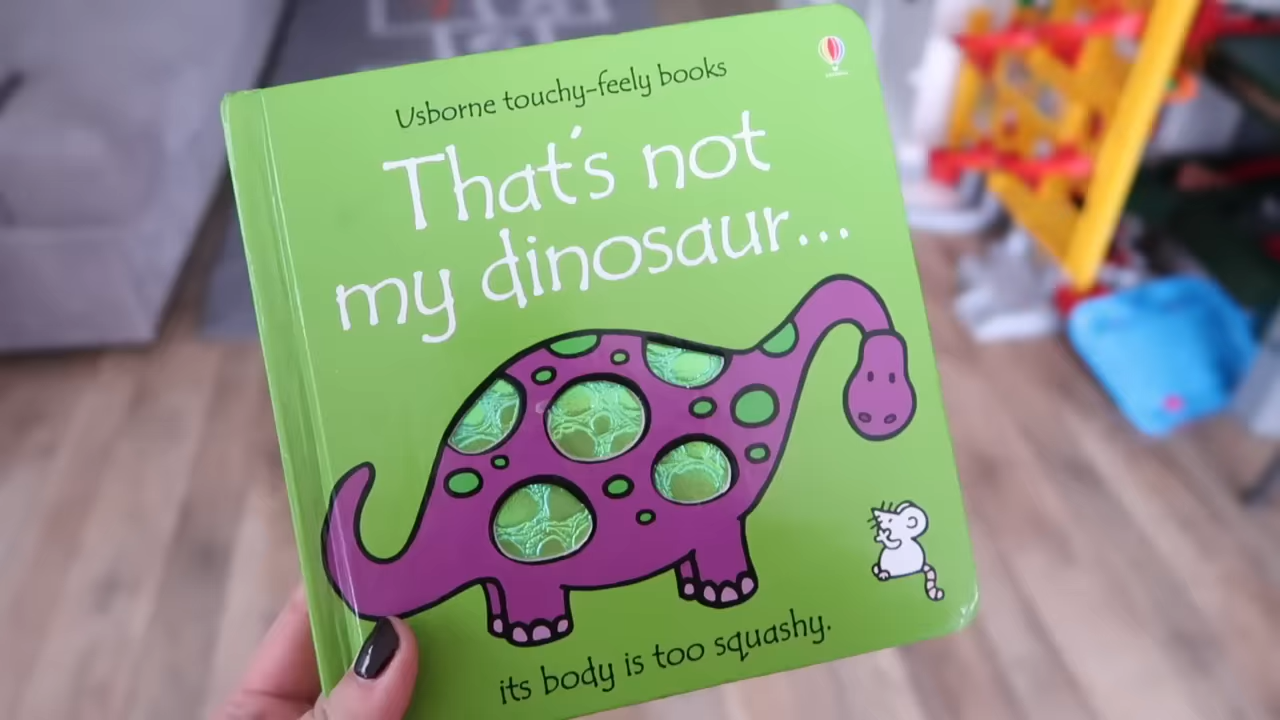 Usborne touchy-feely books
That's not
my dinosaur...
its body is too squashy.